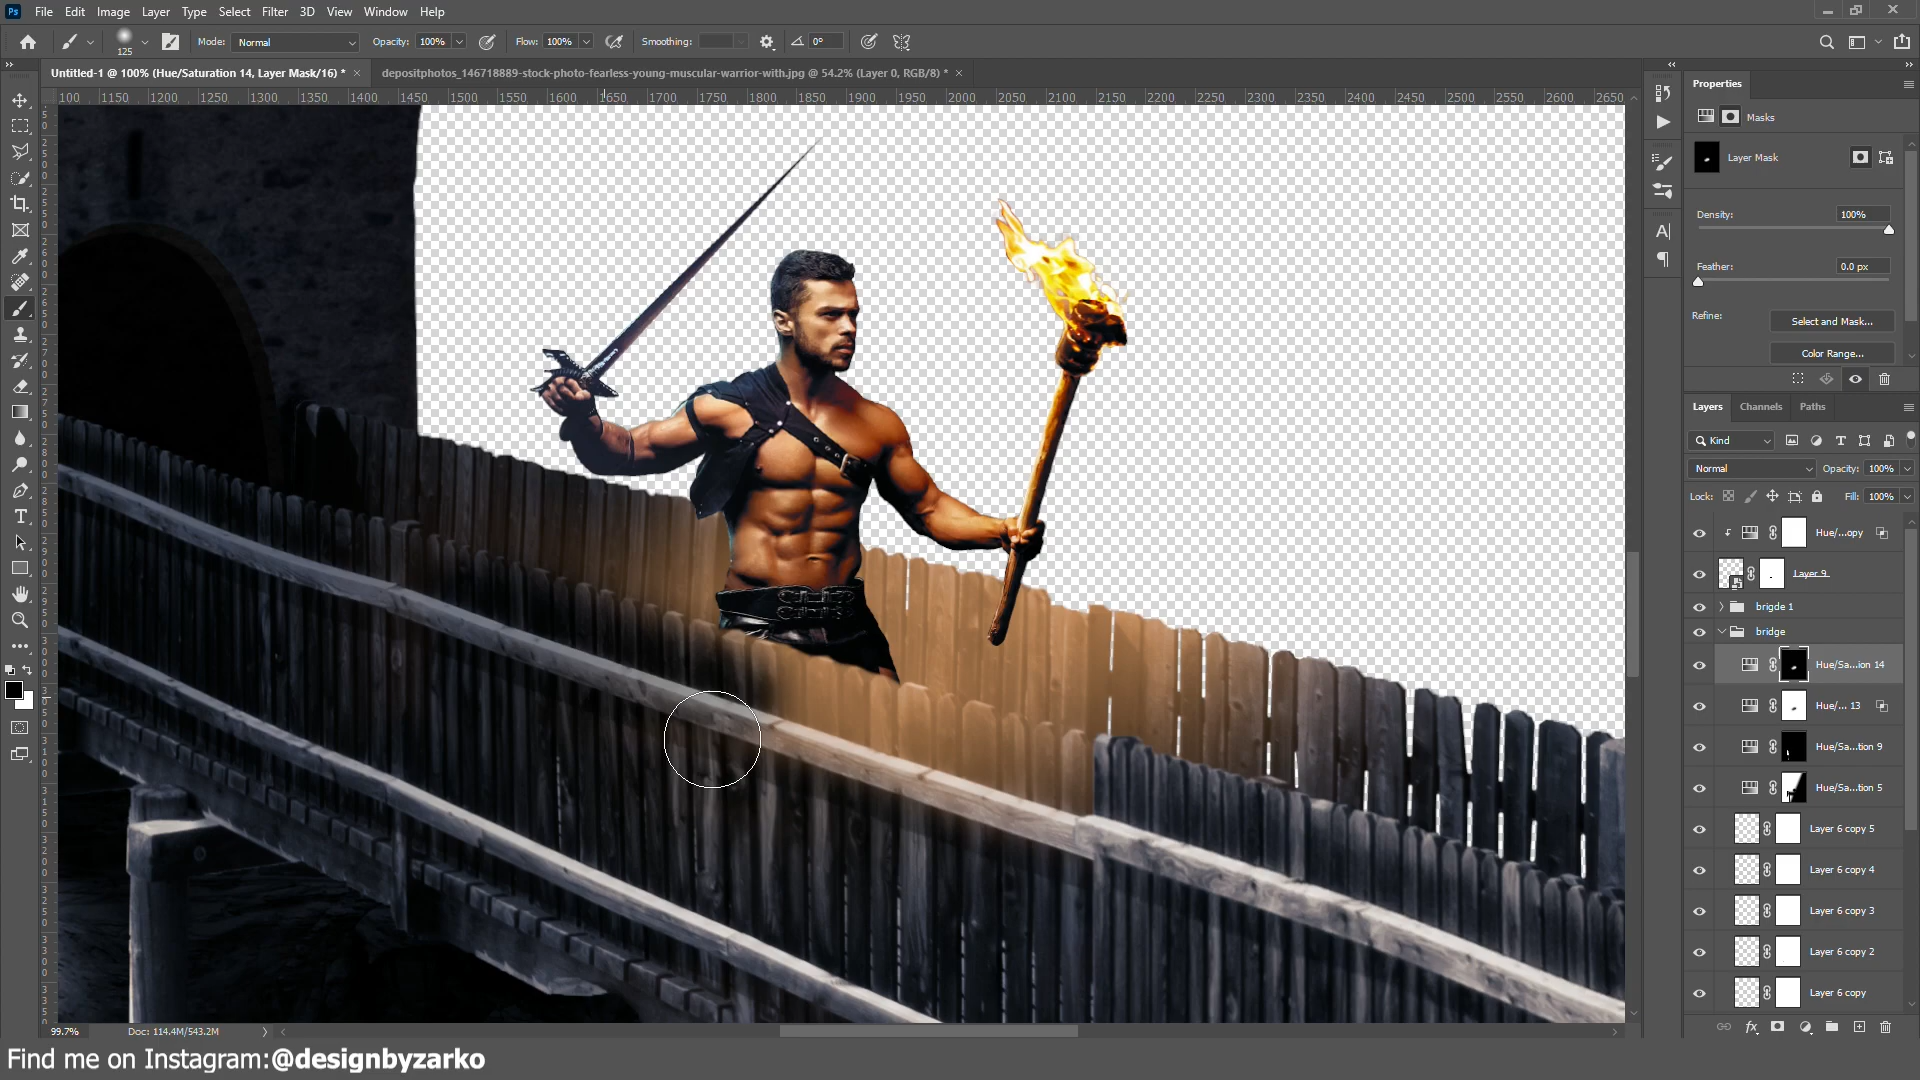 Ps File Edit Image Layer Type Select Filter 3D View Window Help
125 Mode: Normal Opacity: 100% Flow: 100% Smoothing: 0°
Untitled-1 @ 100% (Hue/Saturation 14, Layer Mask/16) * × depositphotos_146718889-stock-photo-fearless-young-muscular-warrior-with.jpg @ 54.2% (Layer 0, RGB/8) * ×
100 1150 1200 1250 1300 1350 1400 1450 1500 1550 1600 1650 1700 1750 1800 1850 1900 1950 2000 2050 2100 2150 2200 2250 2300 2350 2400 2450 2500 2550 2600 2650
Properties
Masks
Layer Mask
Density: 100%
Feather: 0.0 px
Refine:
Select and Mask...
Color Range...
Layers Channels Paths
Kind
Normal Opacity: 100%
Lock: Fill: 100%
Hue/...opy
Layer 9
brigde 1
bridge
Hue/Sa...ion 14
Hue/... 13
Hue/Sa...tion 9
Hue/Sa...tion 5
Layer 6 copy 5
Layer 6 copy 4
Layer 6 copy 3
Layer 6 copy 2
Layer 6 copy
99.7% Doc: 114.4M/543.2M
Find me on Instagram:@designbyzarko